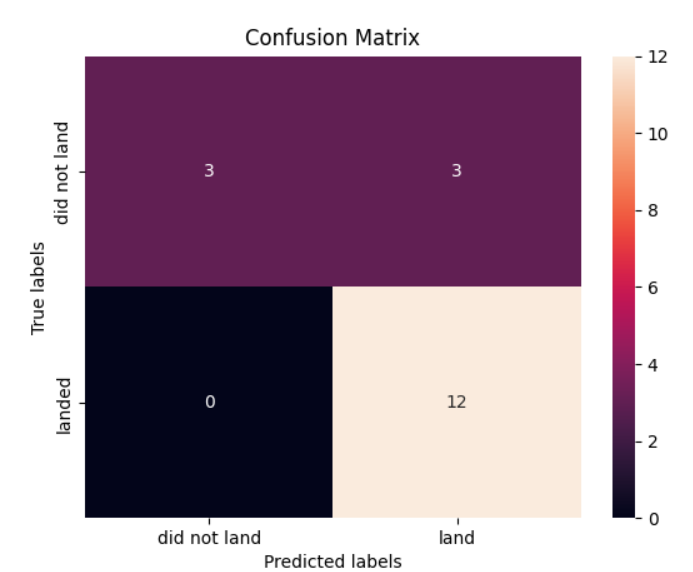 Confusion Matrix
12
10
8
6
4
2
0
did not land
landed
True labels
3
3
0
12
did not land
land
Predicted labels